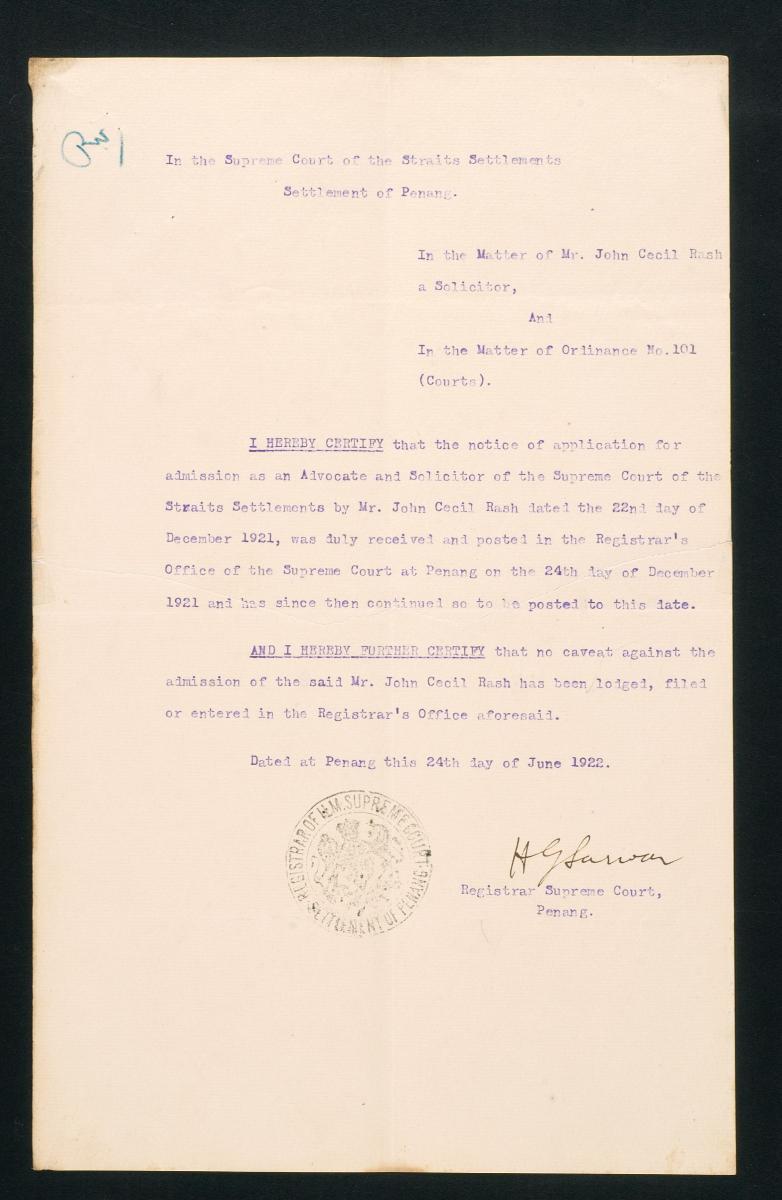 In the Supreme Court of the Straits Settlements
Settlement of Penang.
In the Matter of Mr. John Cecil Rash
a Solicitor,
And
In the Matter of Ordinance No.101
(Courts).
I HEREBY CERTIFY that the notice of application for
admission as an Advocate and Solicitor of the Supreme Court of the
Straits Settlements by Mr. John Cecil Rash dated the 22nd day of
December 1921, was duly received and posted in the Registrar's
Office of the Supreme Court at Penang on the 24th day of December
1921 and has since then continued so to be posted to this date.
AND I HEREBY FURTHER CERTIFY that no caveat against the
admission of the said Mr. John Cecil Rash has been lodged, filed
or entered in the Registrar's Office aforesaid.
Dated at Penang this 24th day of June 1922.
REGISTRAR OF H.M. SUPREME COURT
SETTLEMENT OF PENANG
H G Sarwar
Registrar Supreme Court,
Penang.